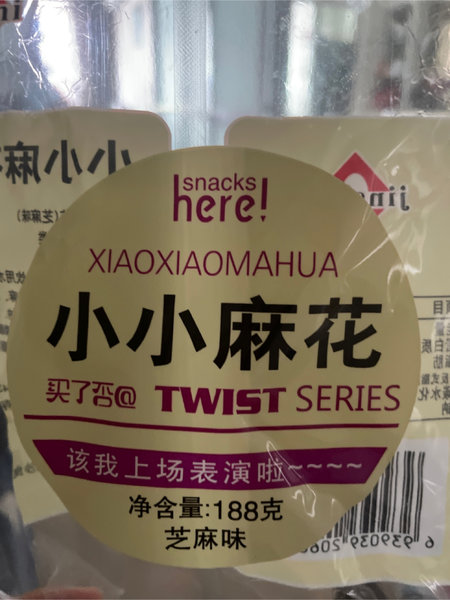 snacks
here!
XIAOXIAOMAHUA
小小麻花
买了否@ TWIST SERIES
该我上场表演啦~~~~
净含量:188克
芝麻味